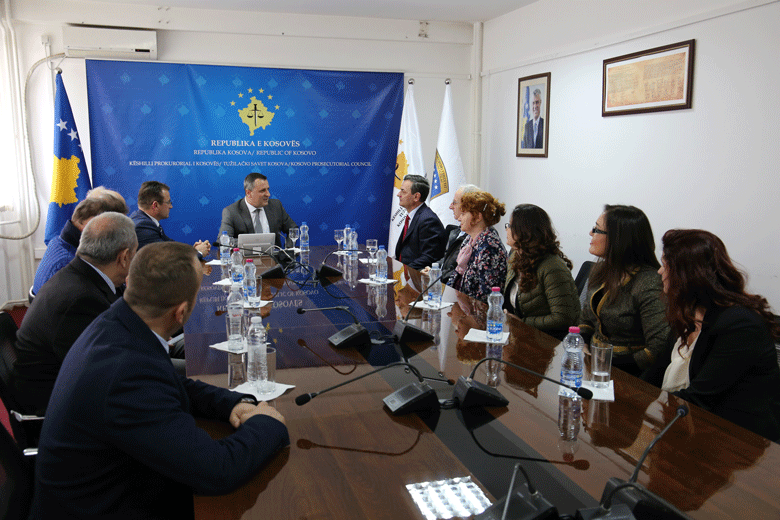 REPUBLIKA E KOSOVËS
REPUBLIKA KOSOVA/ REPUBLIC OF KOSOVO
KËSHILLI PROKURORIAL I KOSOVËS/ TUŽILAČKI SAVET KOSOVA/KOSOVO PROSECUTORIAL COUNCIL